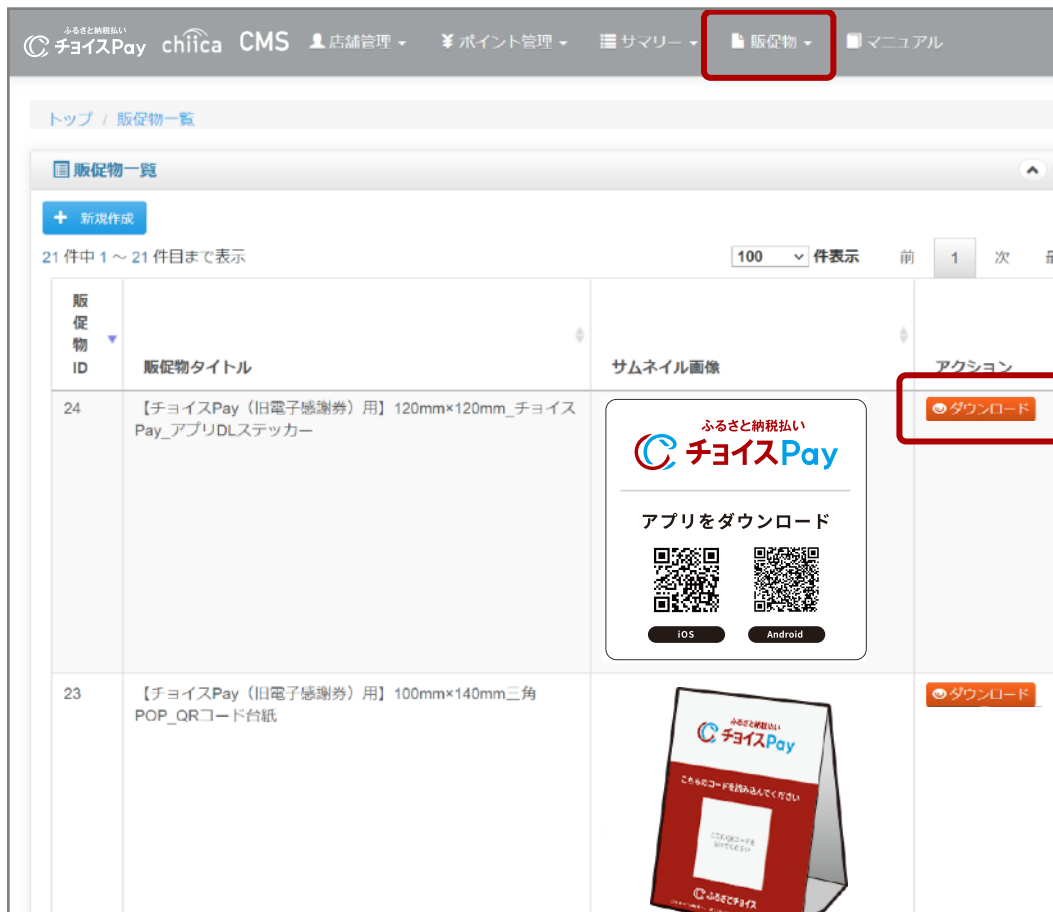 ふるさと納税払い
チョイスPay chiica CMS 店舗管理 ¥ ポイント管理 サマリー 販促物 マニュアル
トップ / 販促物一覧
販促物一覧
+ 新規作成
21 件中 1 ～ 21 件目まで表示 100 件表示 前 1 次
販促物ID 販促物タイトル サムネイル画像 アクション
24 【チョイスPay（旧電子感謝券）用】120mm×120mm_チョイス
Pay_アプリDLステッカー
ダウンロード
ふるさと納税払い
チョイスPay
アプリをダウンロード
iOS Android
23 【チョイスPay（旧電子感謝券）用】100mm×140mm三角
POP_QRコード台紙
ダウンロード
ふるさと納税払い
チョイスPay
こちらのコードを読み込んでください
ふるさとチョイス